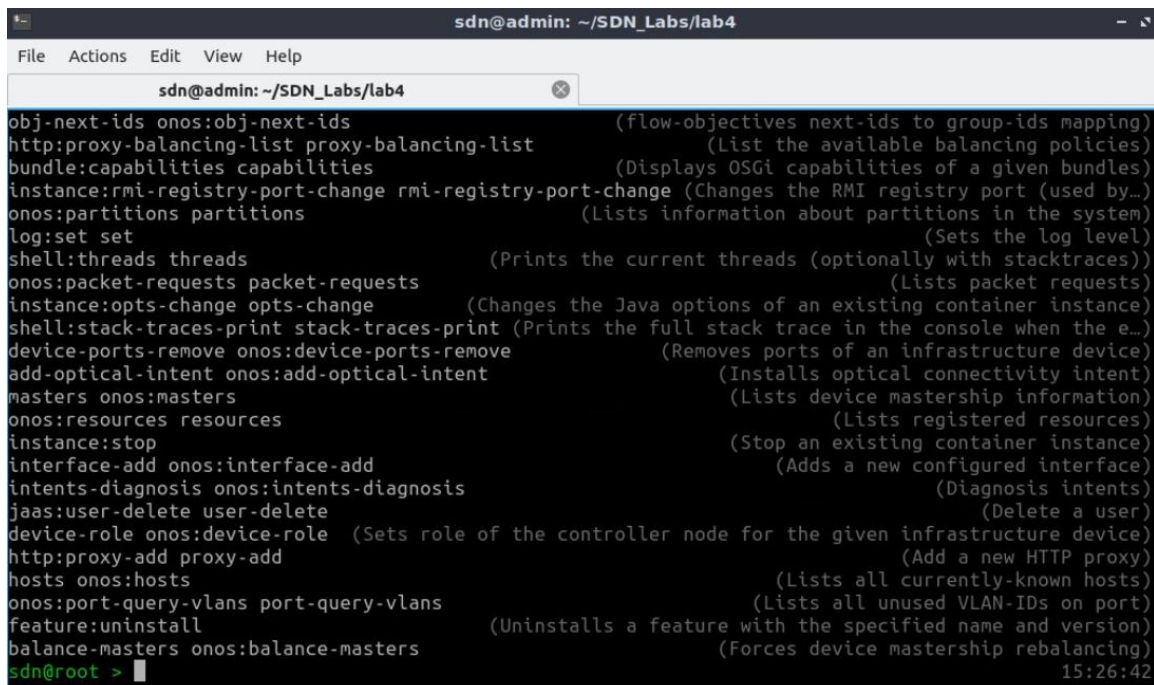 sdn@admin: ~/SDN_Labs/lab4
File Actions Edit View Help
sdn@admin: ~/SDN_Labs/lab4
obj-next-ids onos:obj-next-ids (flow-objectives next-ids to group-ids mapping)
http:proxy-balancing-list proxy-balancing-list (List the available balancing policies)
bundle:capabilities capabilities (Displays OSGi capabilities of a given bundles)
instance:rmi-registry-port-change rmi-registry-port-change (Changes the RMI registry port (used by…)
onos:partitions partitions (Lists information about partitions in the system)
log:set set (Sets the log level)
shell:threads threads (Prints the current threads (optionally with stacktraces))
onos:packet-requests packet-requests (Lists packet requests)
instance:opts-change opts-change (Changes the Java options of an existing container instance)
shell:stack-traces-print stack-traces-print (Prints the full stack trace in the console when the e…)
device-ports-remove onos:device-ports-remove (Removes ports of an infrastructure device)
add-optical-intent onos:add-optical-intent (Installs optical connectivity intent)
masters onos:masters (Lists device mastership information)
onos:resources resources (Lists registered resources)
instance:stop (Stop an existing container instance)
interface-add onos:interface-add (Adds a new configured interface)
intents-diagnosis onos:intents-diagnosis (Diagnosis intents)
jaas:user-delete user-delete (Delete a user)
device-role onos:device-role (Sets role of the controller node for the given infrastructure device)
http:proxy-add proxy-add (Add a new HTTP proxy)
hosts onos:hosts (Lists all currently-known hosts)
onos:port-query-vlans port-query-vlans (Lists all unused VLAN-IDs on port)
feature:uninstall (Uninstalls a feature with the specified name and version)
balance-masters onos:balance-masters (Forces device mastership rebalancing)
sdn@root > 15:26:42